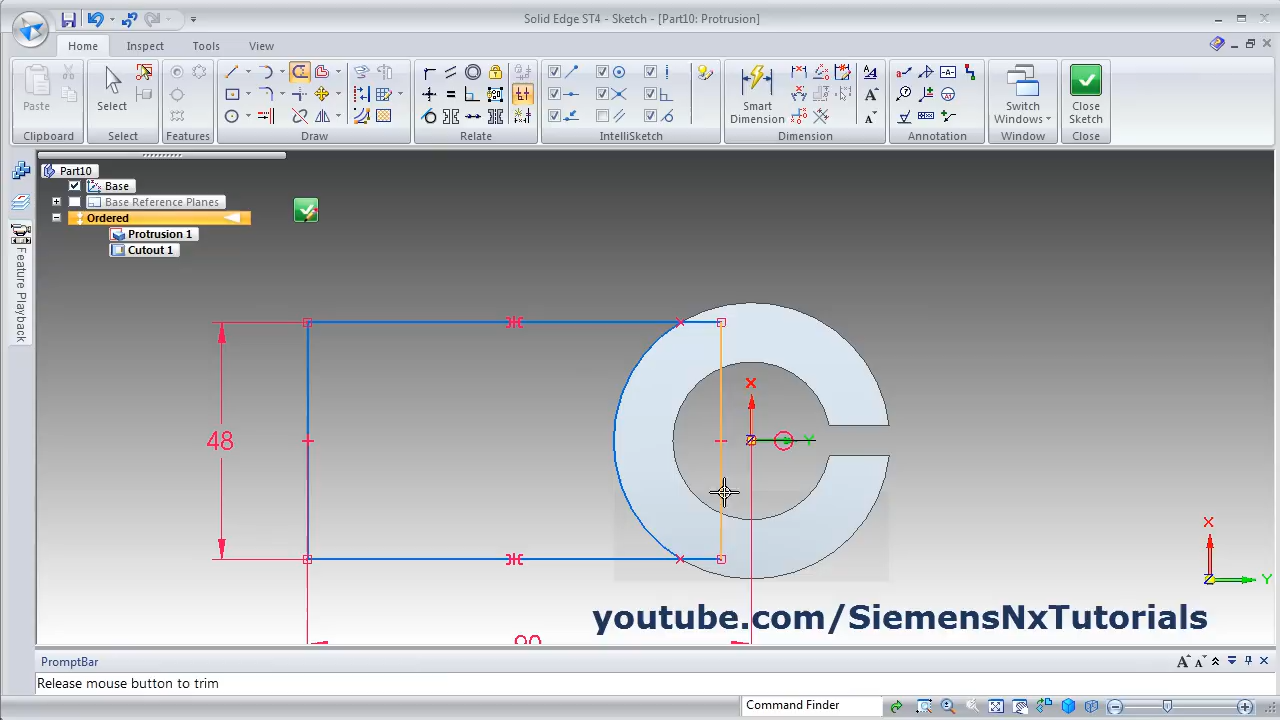 Solid Edge ST4 - Sketch - [Part10: Protrusion]
Home Inspect Tools View
Paste
Select
Smart Dimension
Switch Windows
Close Sketch
Clipboard Select Features Draw Relate IntelliSketch Dimension Annotation Window Close
Feature Playback
Part10
Base
Base Reference Planes
Ordered
Protrusion 1
Cutout 1
48
X
Z
Y
X
Z
Y
youtube.com/SiemensNxTutorials
PromptBar
Release mouse button to trim
Command Finder